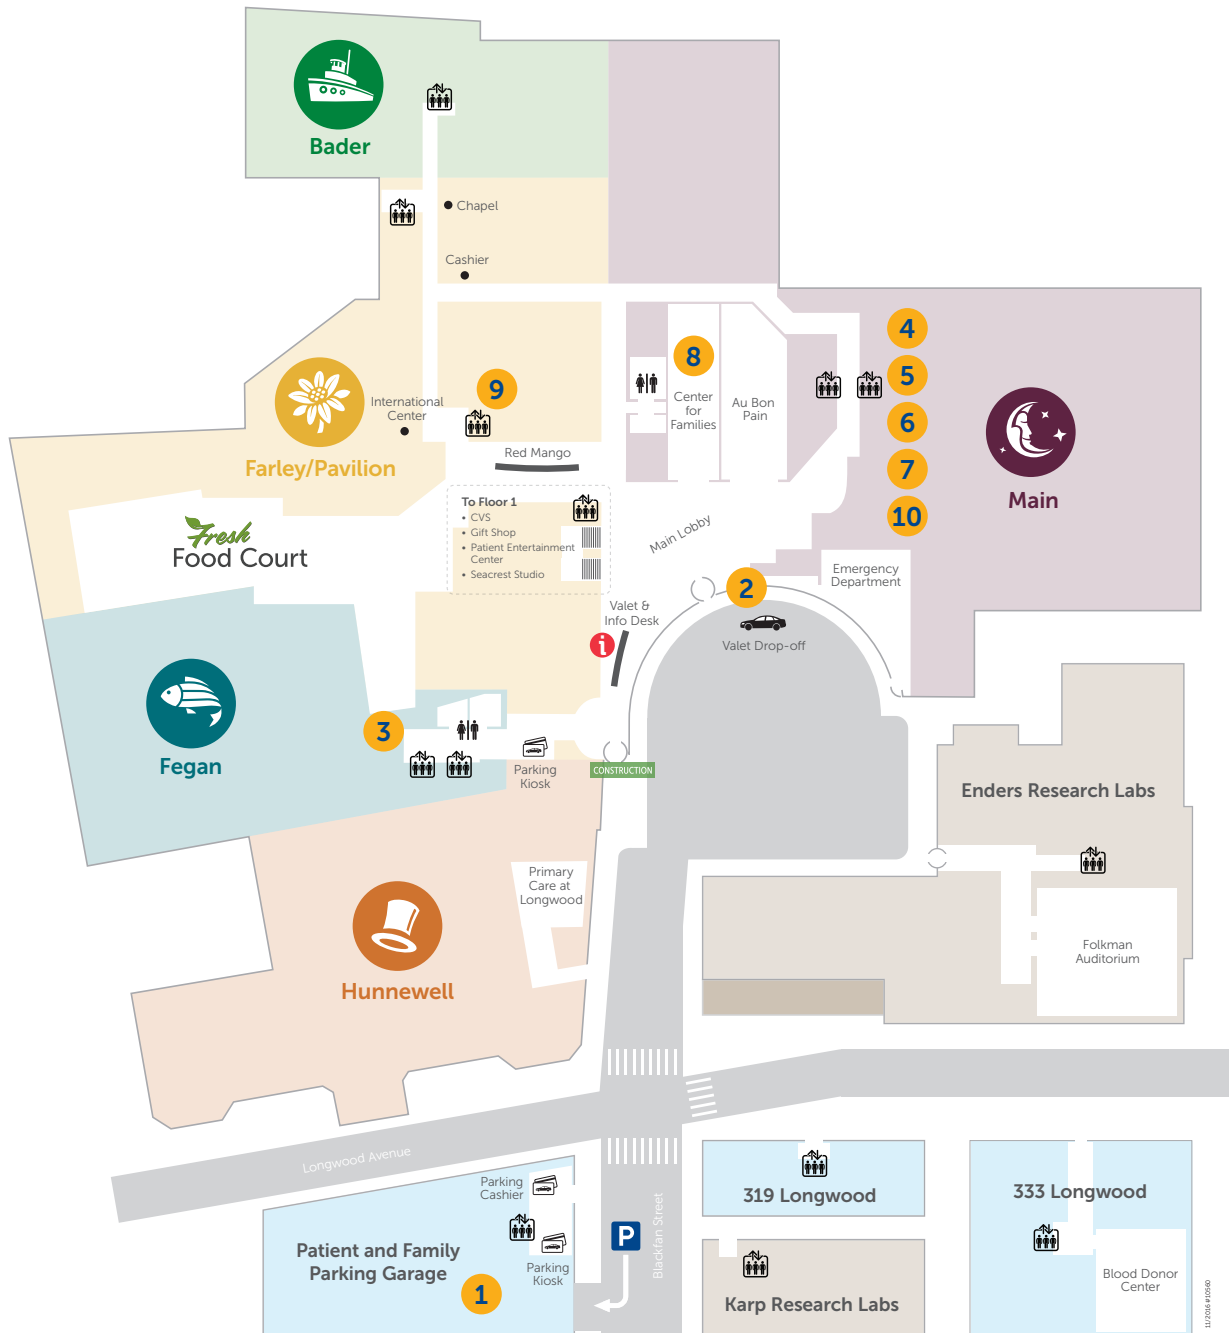 Bader
Chapel
Cashier
4
8
5
9
International
Center
Center
for
Families
Au Bon
Pain
6
Red Mango
Farley/Pavilion
7
Main
To Floor 1
• CVS
• Gift Shop
• Patient Entertainment
Center
• Seacrest Studio
10
Fresh
Food Court
Main Lobby
Emergency
Department
2
Valet &
Info Desk
i
Valet Drop-off
3
Fegan
Parking
Kiosk
CONSTRUCTION
Enders Research Labs
Primary
Care at
Longwood
Folkman
Auditorium
Hunnewell
Longwood Avenue
Parking
Cashier
319 Longwood
333 Longwood
Blackfan Street
P
Patient and Family
Parking Garage
Parking
Kiosk
1
Karp Research Labs
Blood Donor
Center
11/2016 #10560